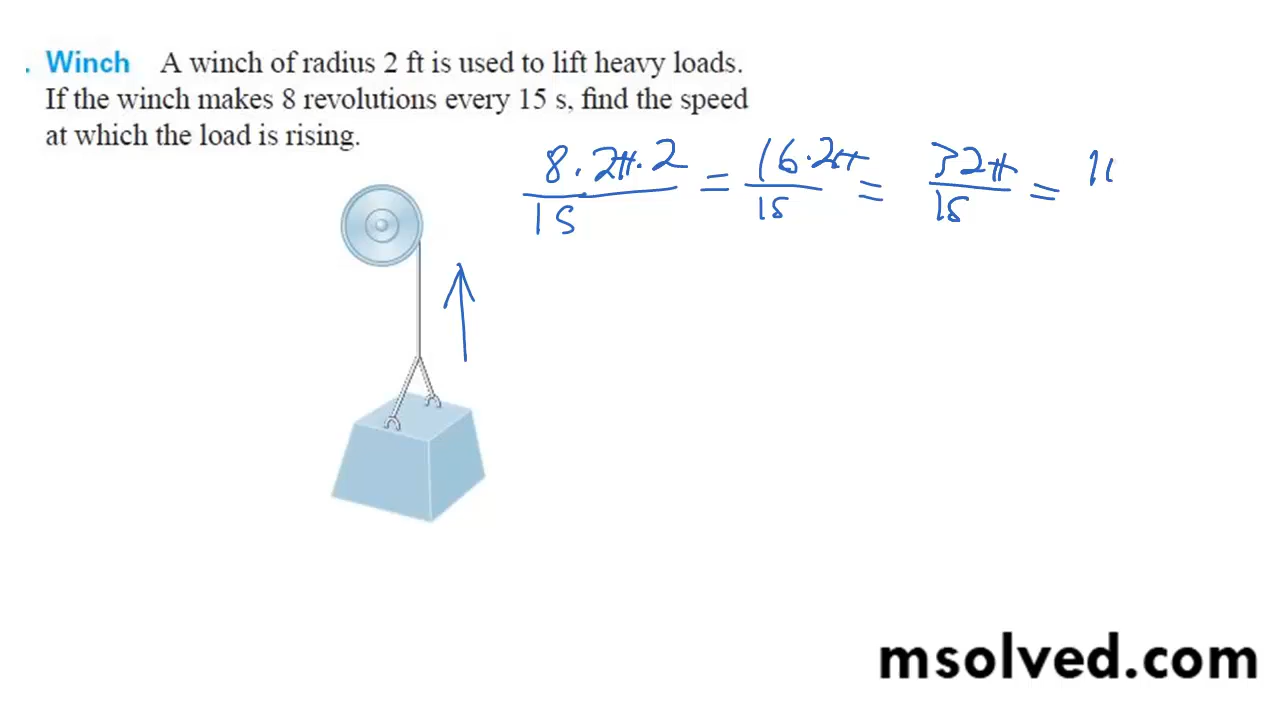 . Winch A winch of radius 2 ft is used to lift heavy loads.
If the winch makes 8 revolutions every 15 s, find the speed
at which the load is rising.
8 · 2π · 2 / 15 = 16 · 2π / 15 = 32π / 15 =
msolved.com